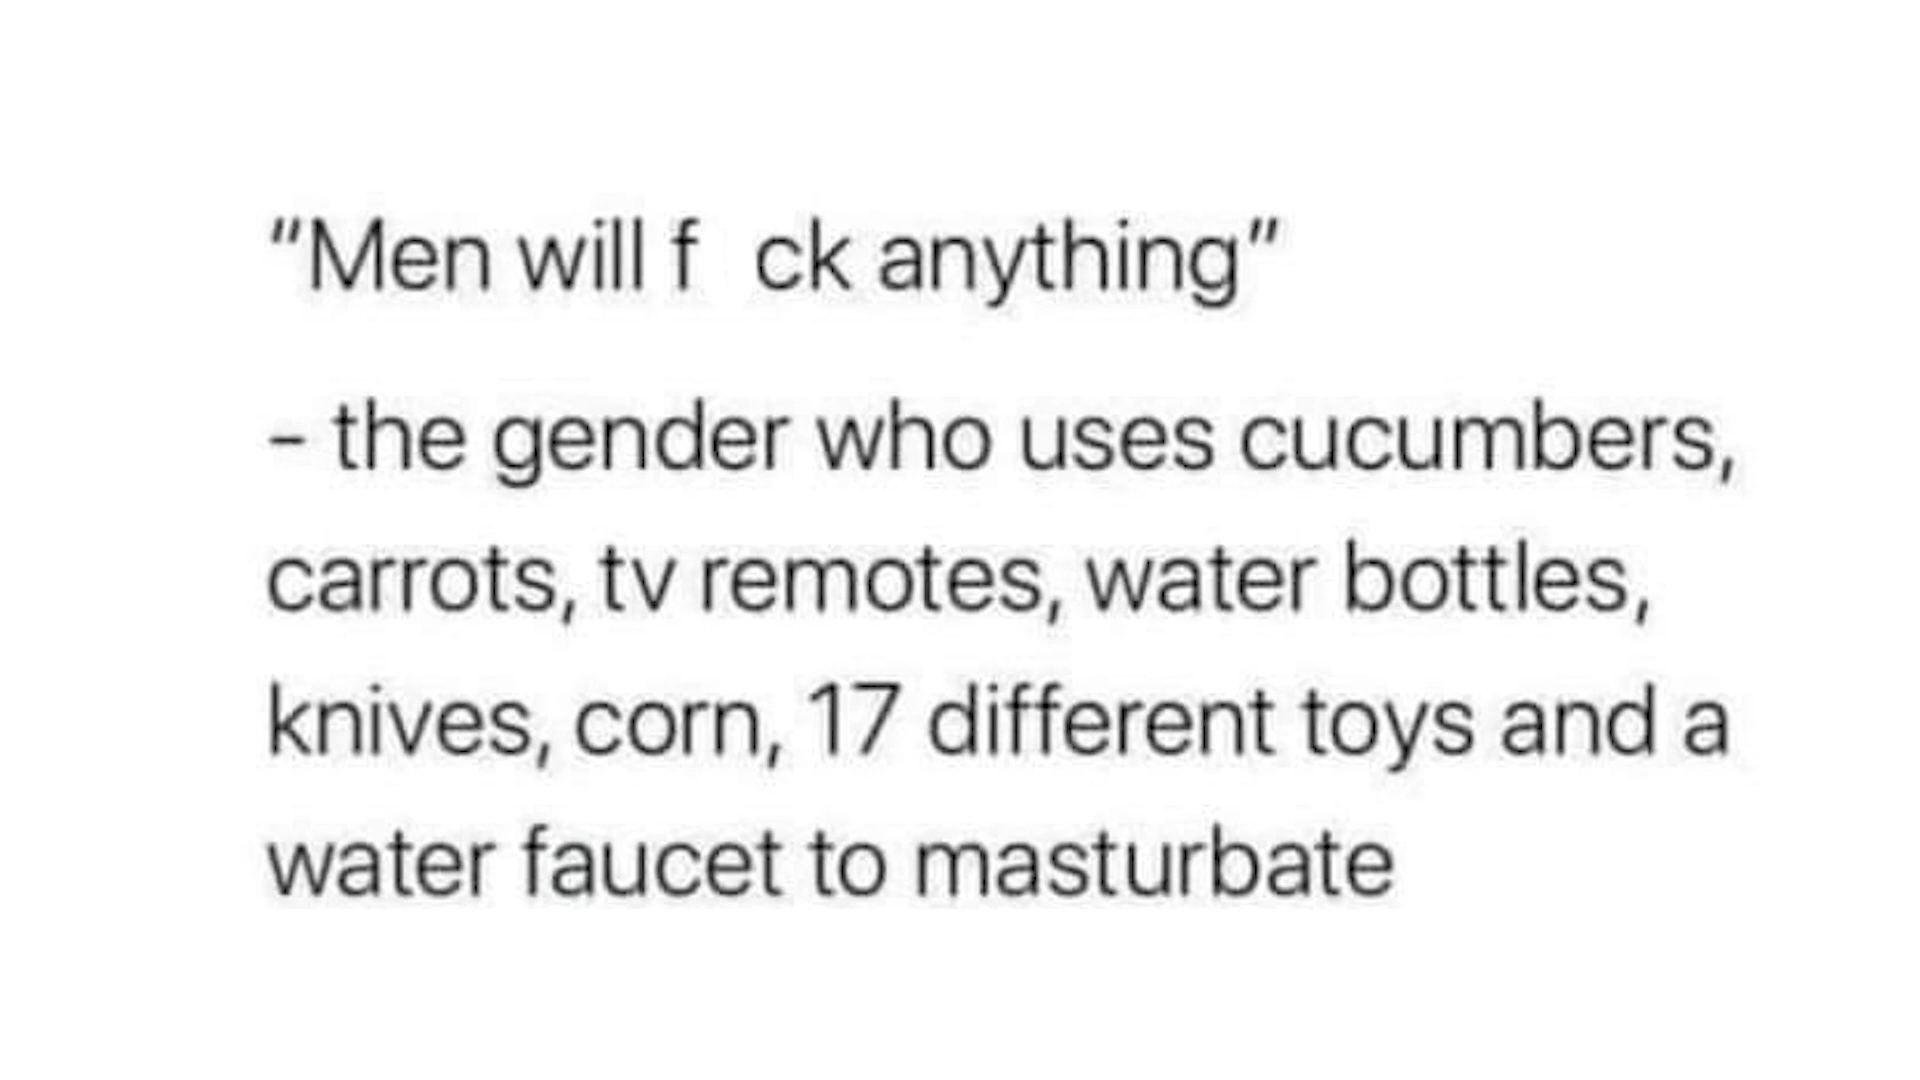 “Men will f  ck anything”
- the gender who uses cucumbers,
carrots, tv remotes, water bottles,
knives, corn, 17 different toys and a
water faucet to masturbate